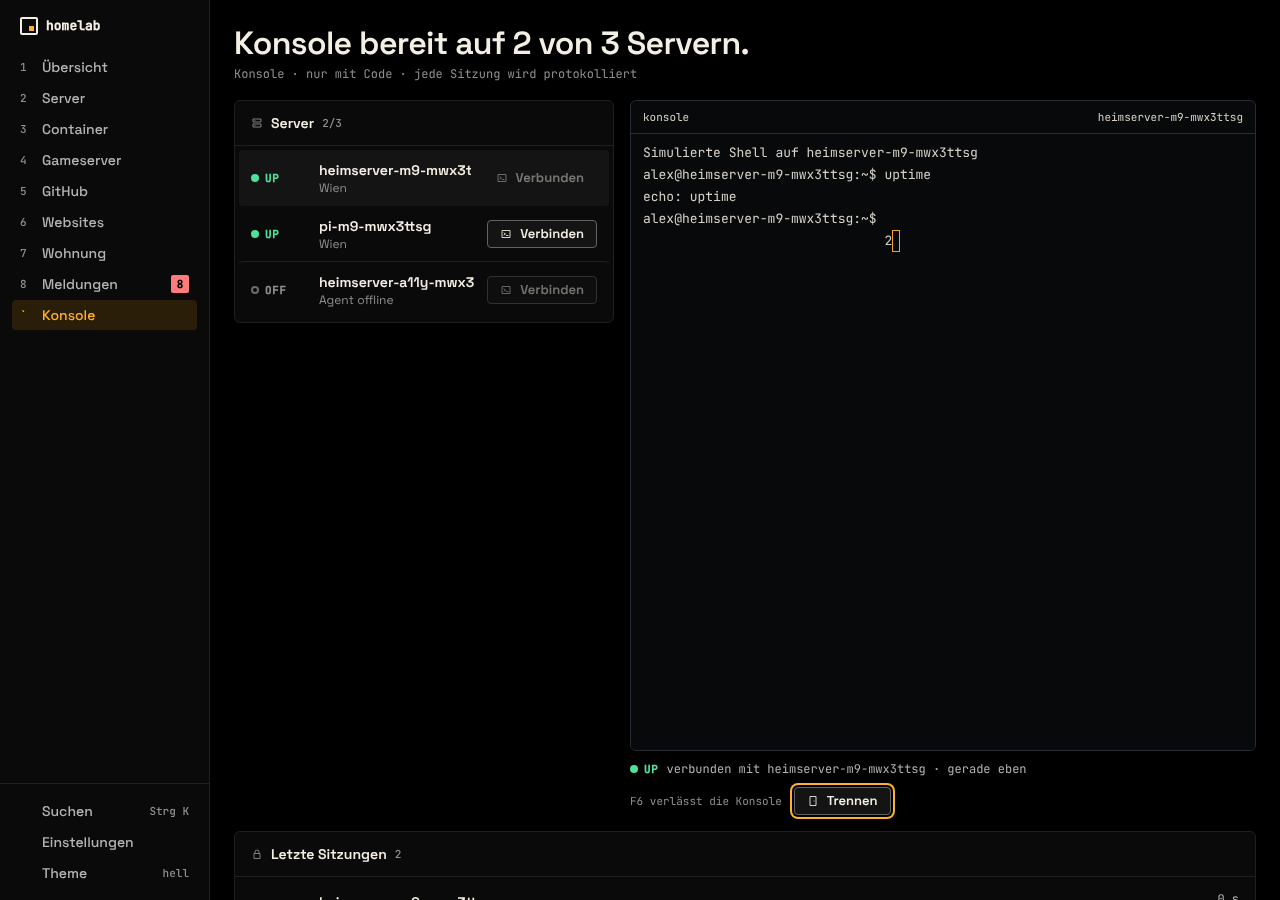 homelab
1 Übersicht
2 Server
3 Container
4 Gameserver
5 GitHub
6 Websites
7 Wohnung
8 Meldungen 8
` Konsole
Suchen Strg K
Einstellungen
Theme hell
Konsole bereit auf 2 von 3 Servern.
Konsole · nur mit Code · jede Sitzung wird protokolliert
Server 2/3
UP heimserver-m9-mwx3t Verbunden
Wien
UP pi-m9-mwx3ttsg Verbinden
Wien
OFF heimserver-a11y-mwx3 Verbinden
Agent offline
konsole heimserver-m9-mwx3ttsg
Simulierte Shell auf heimserver-m9-mwx3ttsg
alex@heimserver-m9-mwx3ttsg:~$ uptime
echo: uptime
alex@heimserver-m9-mwx3ttsg:~$
2
UP verbunden mit heimserver-m9-mwx3ttsg · gerade eben
F6 verlässt die Konsole Trennen
Letzte Sitzungen 2